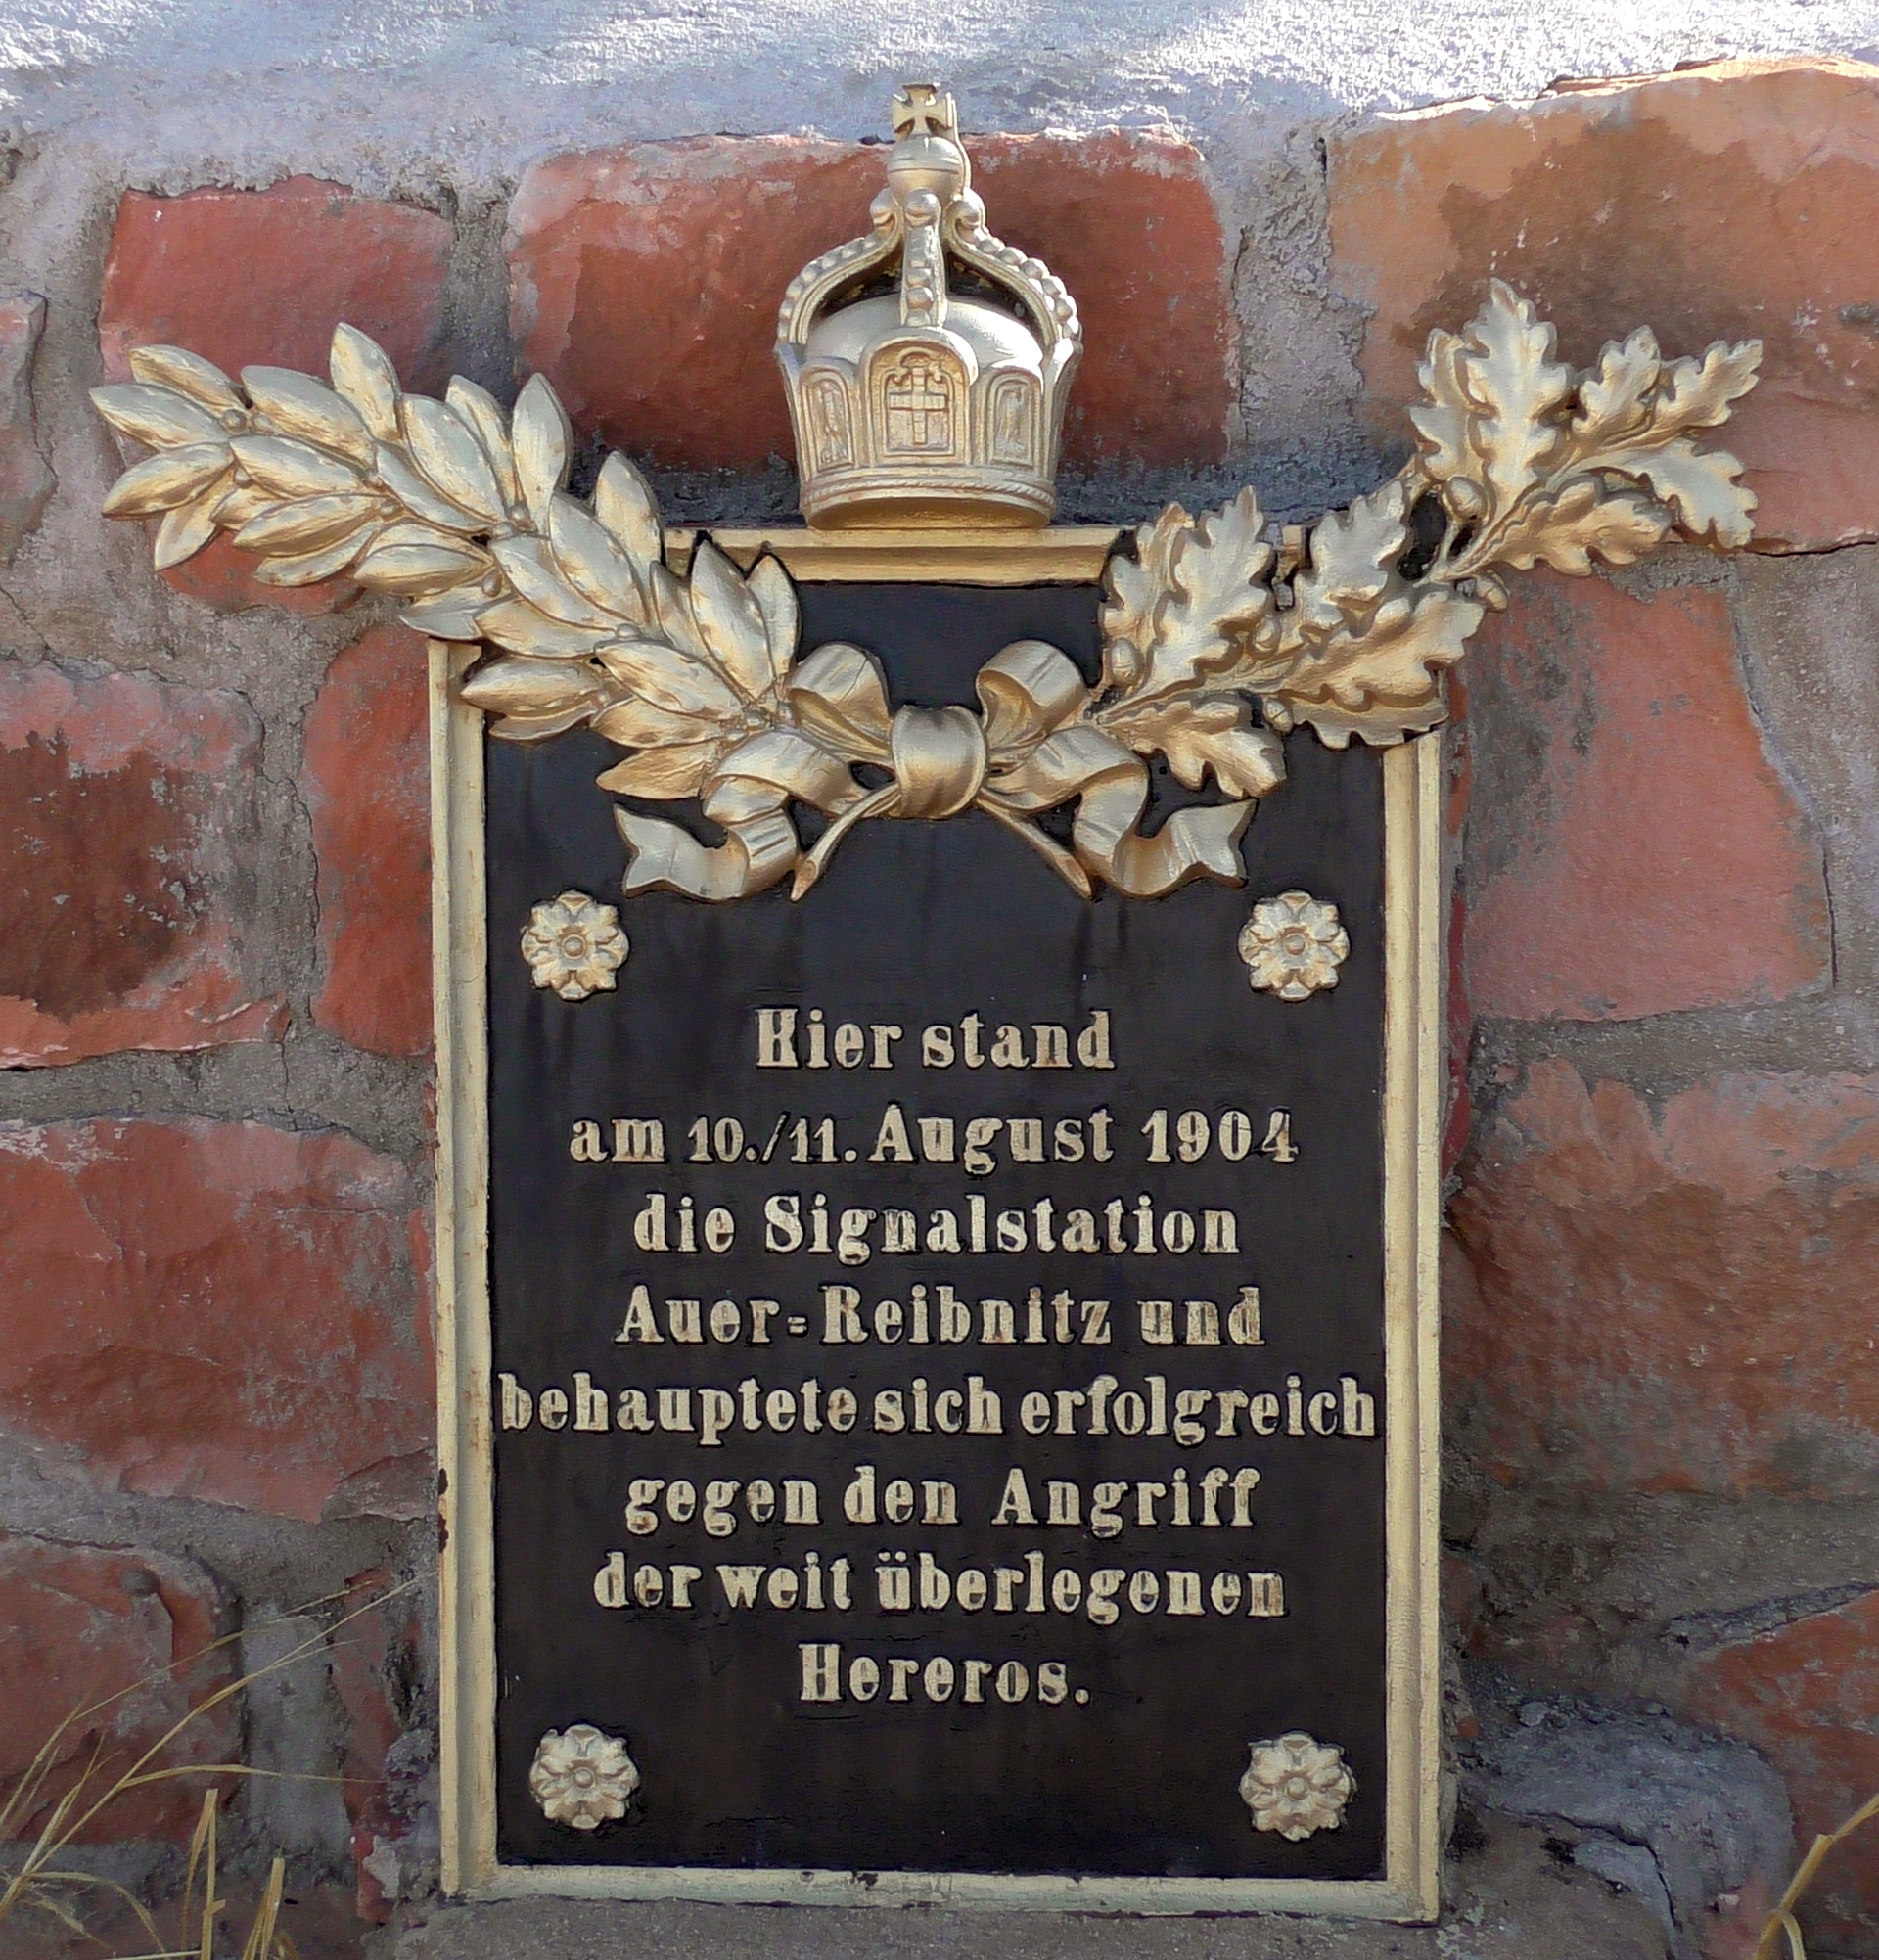 Hier stand
am 10./11. August 1904
die Signalstation
Auer=Reibnitz und
behauptete sich erfolgreich
gegen den Angriff
der weit überlegenen
Hereros.